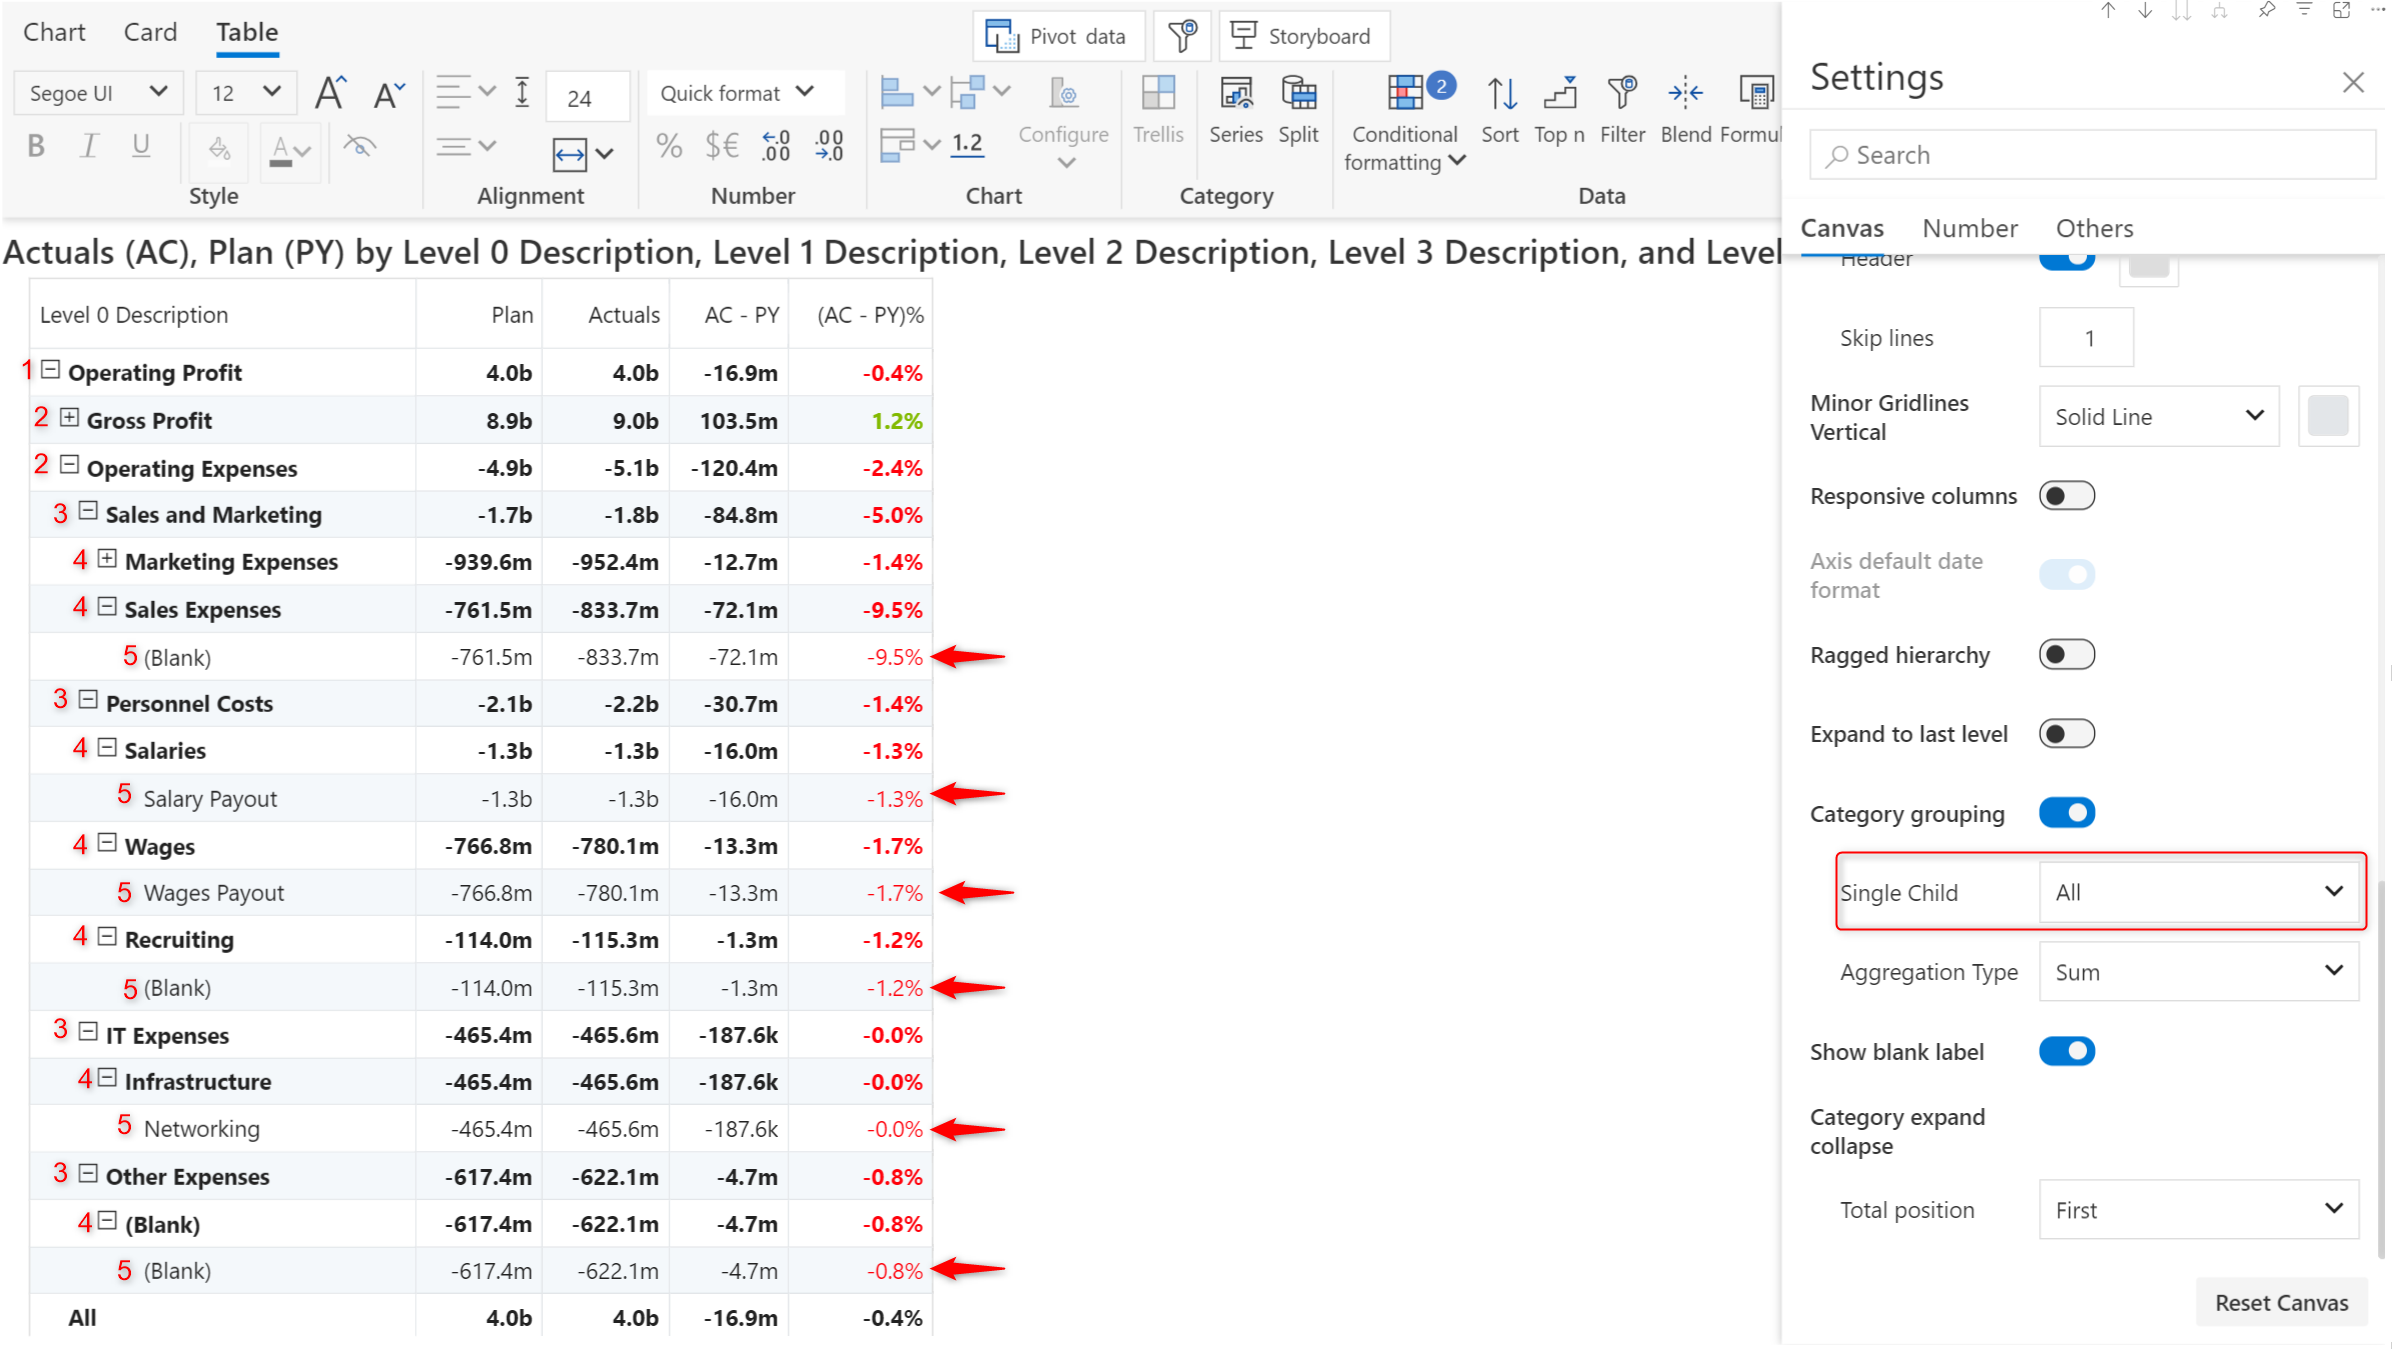 Chart Card Table
Pivot data Storyboard
Segoe UI 12 A A 24 Quick format
B I U A % $€ .0 .00 .00 .0 1.2
Configure Trellis Series Split Conditional formatting 2 Sort Top n Filter Blend Formul
Style Alignment Number Chart Category Data
Actuals (AC), Plan (PY) by Level 0 Description, Level 1 Description, Level 2 Description, Level 3 Description, and Level
Level 0 Description Plan Actuals AC - PY (AC - PY)%
1 Operating Profit 4.0b 4.0b -16.9m -0.4%
2 Gross Profit 8.9b 9.0b 103.5m 1.2%
2 Operating Expenses -4.9b -5.1b -120.4m -2.4%
3 Sales and Marketing -1.7b -1.8b -84.8m -5.0%
4 Marketing Expenses -939.6m -952.4m -12.7m -1.4%
4 Sales Expenses -761.5m -833.7m -72.1m -9.5%
5 (Blank) -761.5m -833.7m -72.1m -9.5%
3 Personnel Costs -2.1b -2.2b -30.7m -1.4%
4 Salaries -1.3b -1.3b -16.0m -1.3%
5 Salary Payout -1.3b -1.3b -16.0m -1.3%
4 Wages -766.8m -780.1m -13.3m -1.7%
5 Wages Payout -766.8m -780.1m -13.3m -1.7%
4 Recruiting -114.0m -115.3m -1.3m -1.2%
5 (Blank) -114.0m -115.3m -1.3m -1.2%
3 IT Expenses -465.4m -465.6m -187.6k -0.0%
4 Infrastructure -465.4m -465.6m -187.6k -0.0%
5 Networking -465.4m -465.6m -187.6k -0.0%
3 Other Expenses -617.4m -622.1m -4.7m -0.8%
4 (Blank) -617.4m -622.1m -4.7m -0.8%
5 (Blank) -617.4m -622.1m -4.7m -0.8%
All 4.0b 4.0b -16.9m -0.4%
Settings
Search
Canvas Number Others
Header
Skip lines 1
Minor Gridlines
Vertical Solid Line
Responsive columns
Axis default date
format
Ragged hierarchy
Expand to last level
Category grouping
Single Child All
Aggregation Type Sum
Show blank label
Category expand
collapse
Total position First
Reset Canvas